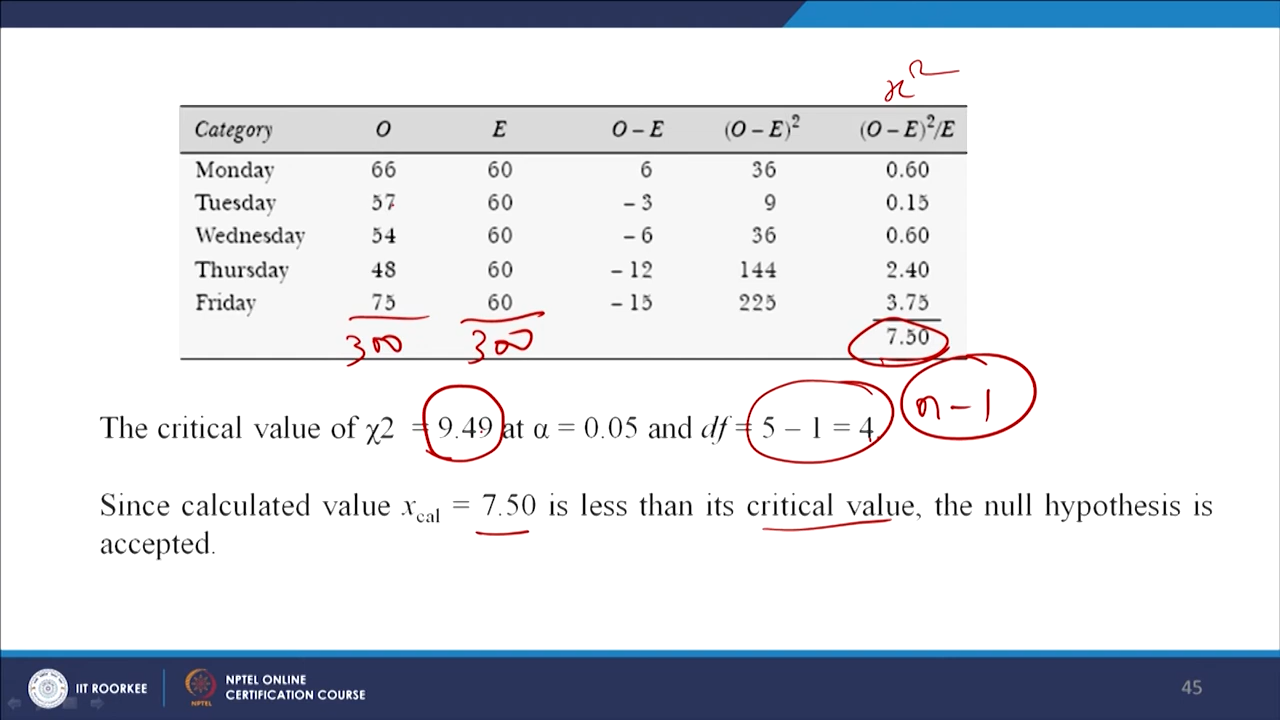 x²
Category O E O – E (O – E)² (O – E)²/E
Monday 66 60 6 36 0.60
Tuesday 57 60 – 3 9 0.15
Wednesday 54 60 – 6 36 0.60
Thursday 48 60 – 12 144 2.40
Friday 75 60 – 15 225 3.75
300 300 7.50
n – 1
The critical value of χ2 = 9.49 at α = 0.05 and df = 5 – 1 = 4.
Since calculated value xcal = 7.50 is less than its critical value, the null hypothesis is
accepted.
IIT ROORKEE
NPTEL
NPTEL ONLINE
CERTIFICATION COURSE
45